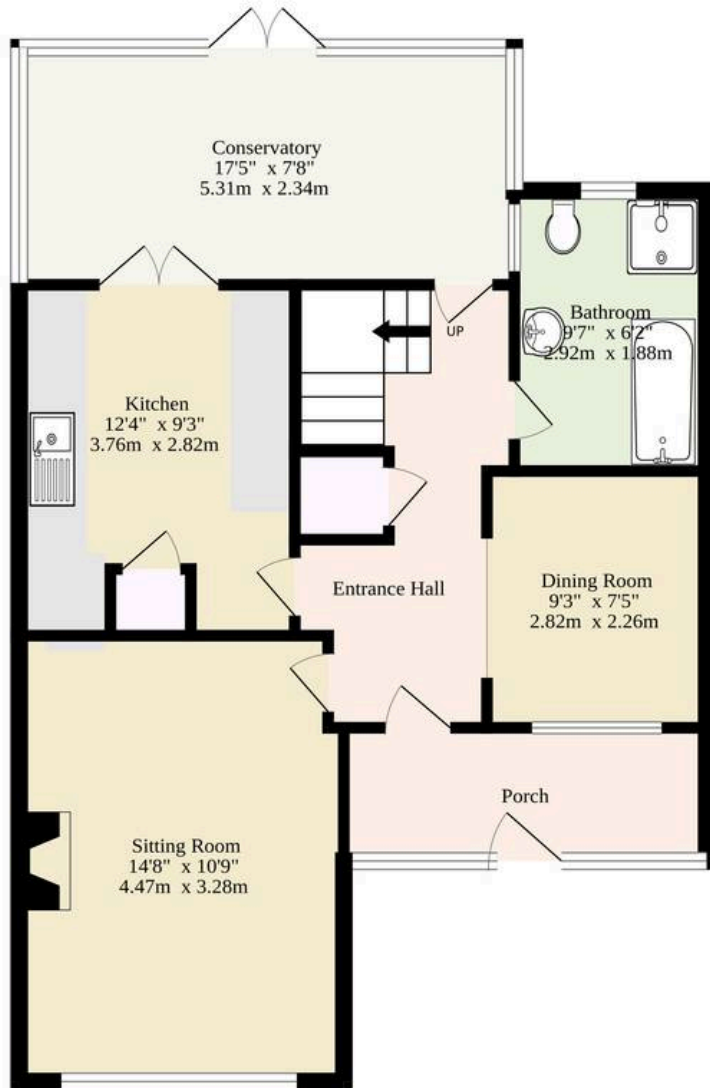 Conservatory
17'5" x 7'8"
5.31m x 2.34m
Bathroom
9'7" x 6'2"
2.92m x 1.88m
UP
Kitchen
12'4" x 9'3"
3.76m x 2.82m
Entrance Hall
Dining Room
9'3" x 7'5"
2.82m x 2.26m
Porch
Sitting Room
14'8" x 10'9"
4.47m x 3.28m